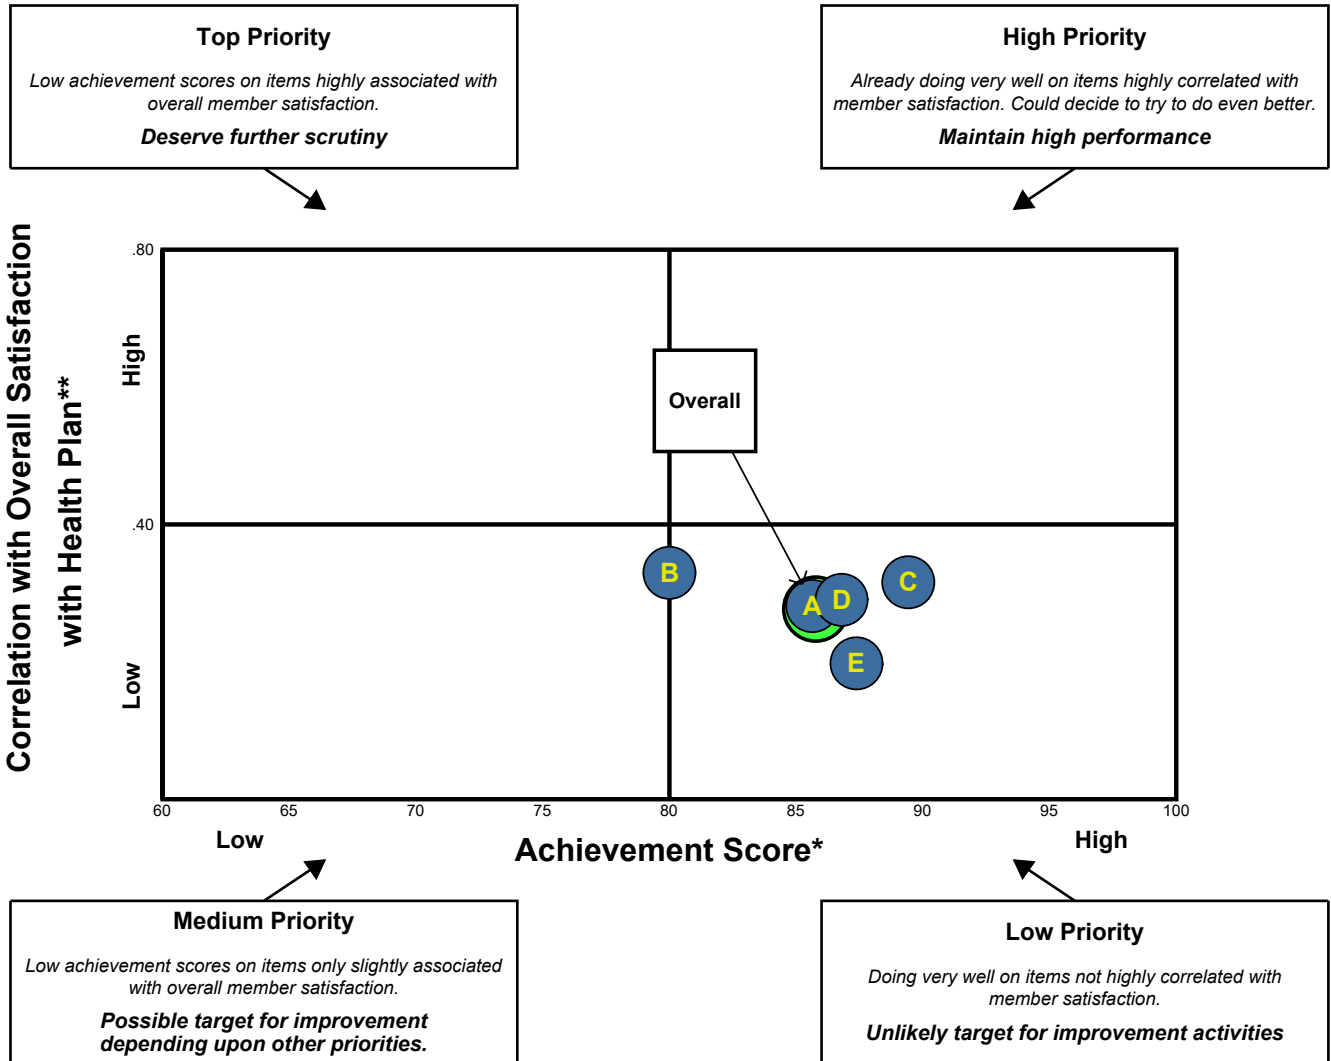 Top Priority
Low achievement scores on items highly associated with
overall member satisfaction.
Deserve further scrutiny
High Priority
Already doing very well on items highly correlated with
member satisfaction. Could decide to try to do even better.
Maintain high performance
Correlation with Overall Satisfaction
with Health Plan**
High
Low
.80
.40
Overall
B
A
D
C
E
60
65
70
75
80
85
90
95
100
Low
Achievement Score*
High
Medium Priority
Low achievement scores on items only slightly associated
with overall member satisfaction.
Possible target for improvement
depending upon other priorities.
Low Priority
Doing very well on items not highly correlated with
member satisfaction.
Unlikely target for improvement activities